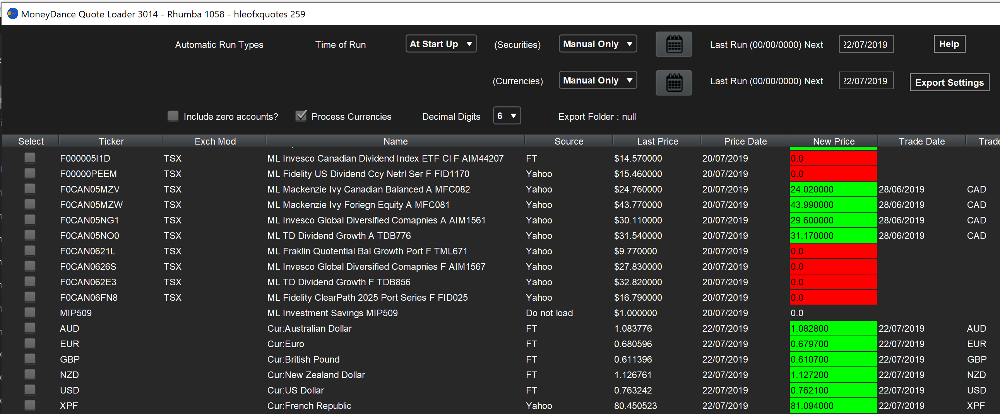 MoneyDance Quote Loader 3014 - Rhumba 1058 - hleofxquotes 259
Automatic Run Types Time of Run At Start Up (Securities) Manual Only Last Run (00/00/0000) Next 22/07/2019 Help
(Currencies) Manual Only Last Run (00/00/0000) Next 22/07/2019 Export Settings
Include zero accounts? Process Currencies Decimal Digits 6 Export Folder : null
Select Ticker Exch Mod Name Source Last Price Price Date New Price Trade Date Trade
F000005I1D TSX ML Invesco Canadian Dividend Index ETF CI F AIM44207 FT $14.570000 20/07/2019 0.0
F00000PEEM TSX ML Fidelity US Dividend Ccy Netrl Ser F FID1170 Yahoo $15.460000 20/07/2019 0.0
F0CAN05MZV TSX ML Mackenzie Ivy Canadian Balanced A MFC082 Yahoo $24.760000 20/07/2019 24.020000 28/06/2019 CAD
F0CAN05MZW TSX ML Mackenzie Ivy Foriegn Equity A MFC081 Yahoo $43.770000 20/07/2019 43.990000 28/06/2019 CAD
F0CAN05NG1 TSX ML Invesco Global Diversified Comapnies A AIM1561 Yahoo $30.110000 20/07/2019 29.600000 28/06/2019 CAD
F0CAN05NO0 TSX ML TD Dividend Growth A TDB776 Yahoo $31.540000 20/07/2019 31.170000 28/06/2019 CAD
F0CAN0621L TSX ML Fraklin Quotential Bal Growth Port F TML671 Yahoo $9.770000 20/07/2019 0.0
F0CAN0626S TSX ML Invesco Global Diversified Comapnies F AIM1567 Yahoo $27.830000 20/07/2019 0.0
F0CAN062E3 TSX ML TD Dividend Growth F TDB856 Yahoo $32.820000 20/07/2019 0.0
F0CAN06FN8 TSX ML Fidelity ClearPath 2025 Port Series F FID025 Yahoo $16.790000 20/07/2019 0.0
MIP509 ML Investment Savings MIP509 Do not load $1.000000 20/07/2019 0.0
AUD Cur:Australian Dollar FT 1.083776 22/07/2019 1.082800 22/07/2019 AUD
EUR Cur:Euro FT 0.680596 22/07/2019 0.679700 22/07/2019 EUR
GBP Cur:British Pound FT 0.611396 22/07/2019 0.610700 22/07/2019 GBP
NZD Cur:New Zealand Dollar FT 1.126761 22/07/2019 1.127200 22/07/2019 NZD
USD Cur:US Dollar FT 0.763242 22/07/2019 0.762100 22/07/2019 USD
XPF Cur:French Republic Yahoo 80.450523 22/07/2019 81.094000 22/07/2019 XPF